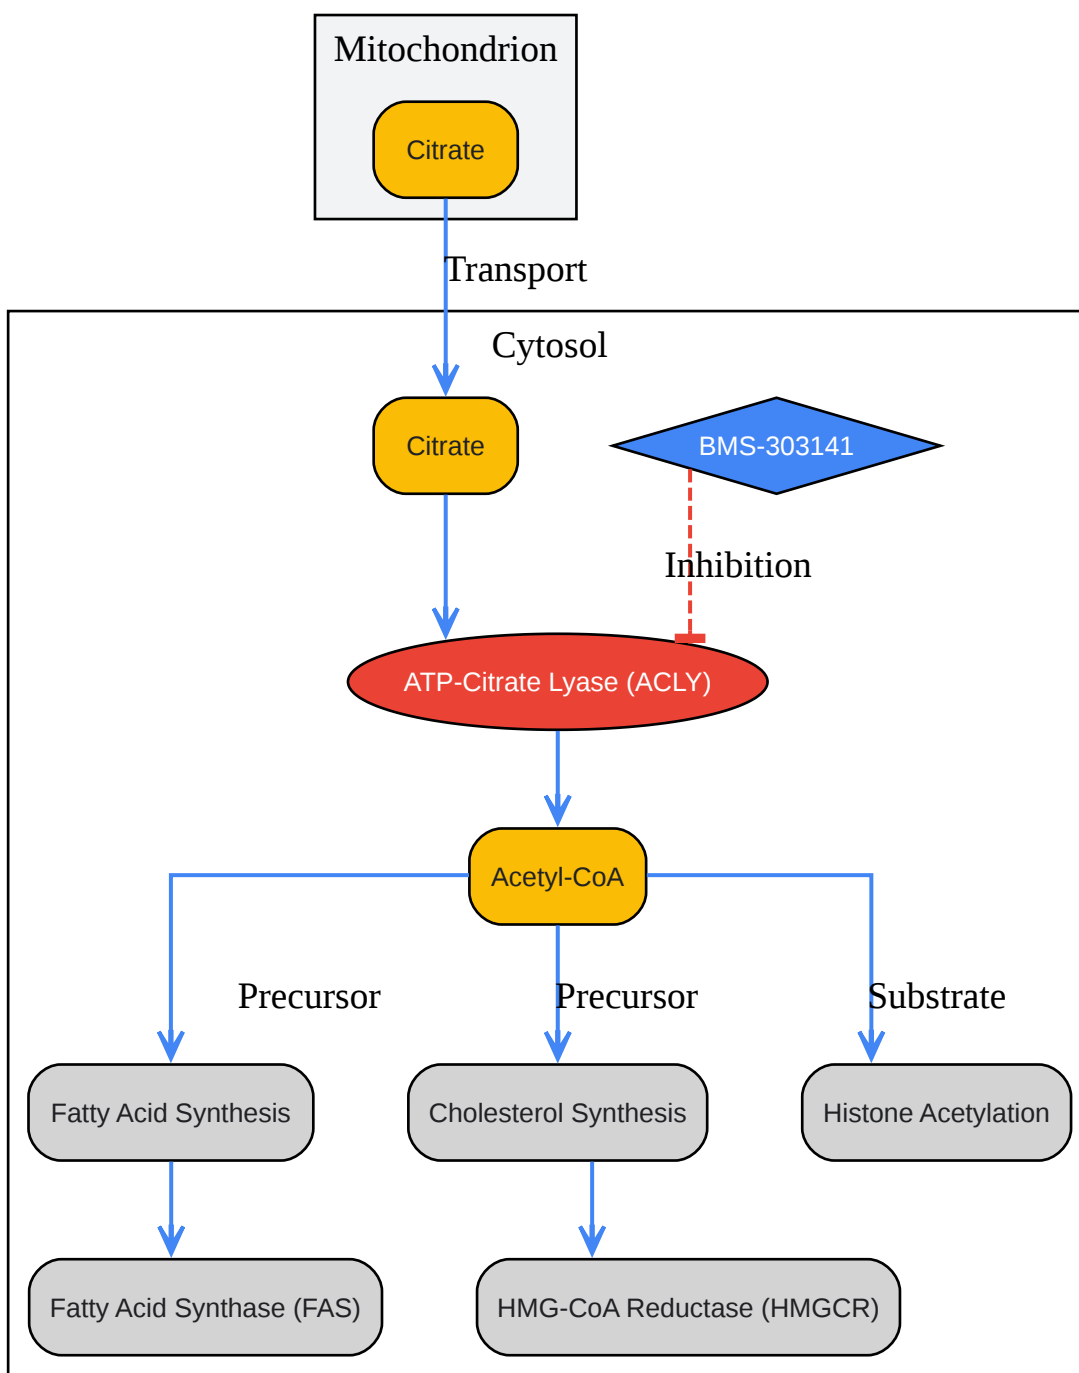 Mitochondrion
Citrate
Transport
Cytosol
Citrate
BMS-303141
Inhibition
ATP-Citrate Lyase (ACLY)
Acetyl-CoA
Precursor
Precursor
Substrate
Fatty Acid Synthesis
Cholesterol Synthesis
Histone Acetylation
Fatty Acid Synthase (FAS)
HMG-CoA Reductase (HMGCR)